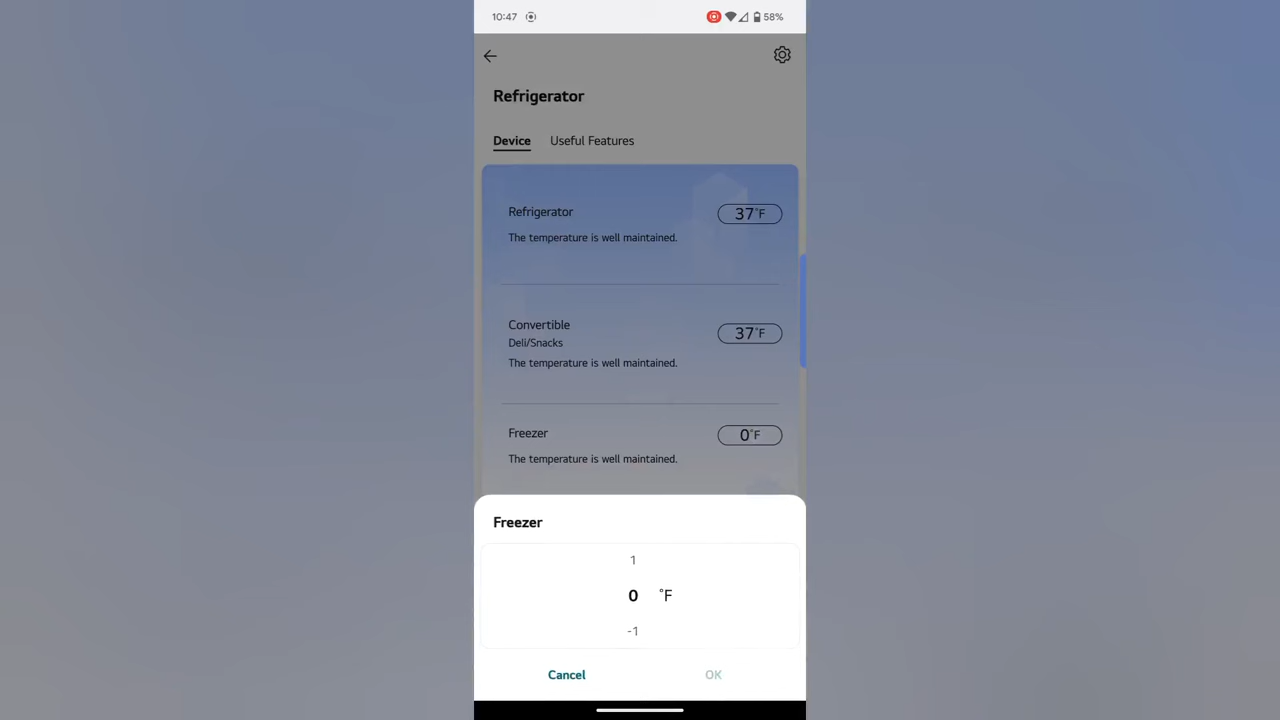 10:47 58%
Refrigerator
Device Useful Features
Refrigerator 37°F
The temperature is well maintained.
Convertible 37°F
Deli/Snacks
The temperature is well maintained.
Freezer 0°F
The temperature is well maintained.
Freezer
1
0 °F
-1
Cancel OK